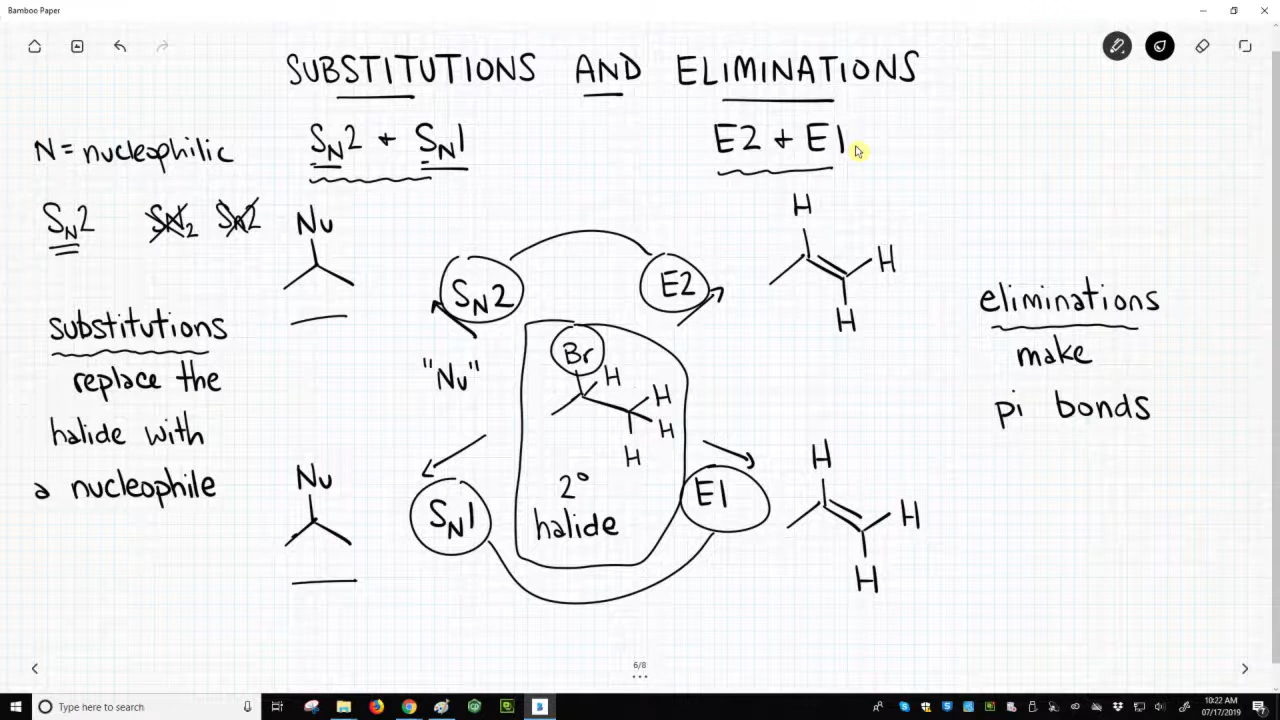 Bamboo Paper
SUBSTITUTIONS AND ELIMINATIONS
SN2 + SN1
E2 + E1
N = nucleophilic
SN2 SN2 SN2
Nu
H
H
H
SN2
E2
substitutions
replace the
halide with
a nucleophile
"Nu"
Br
H
H
H
H
2°
halide
eliminations
make
pi bonds
Nu
SN1
E1
H
H
H
6/8
Type here to search
10:22 AM
07/17/2019